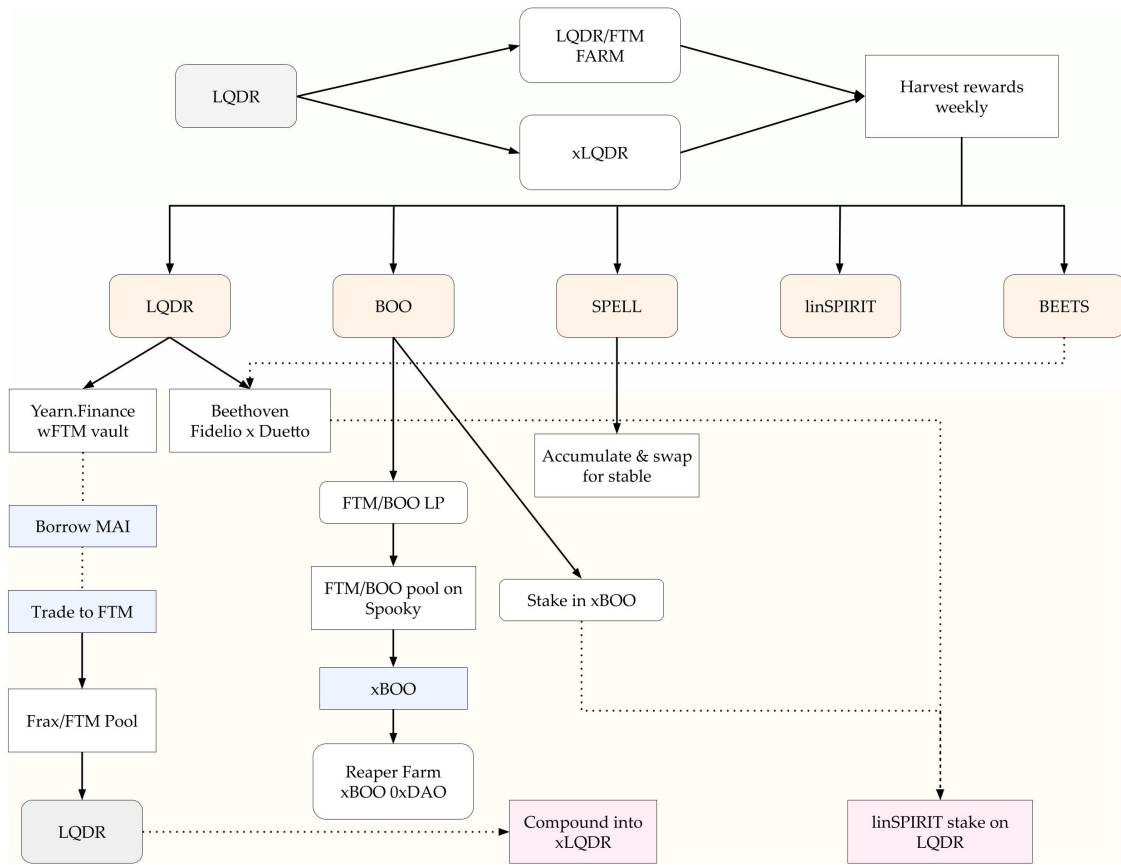 LQDR/FTM
FARM
LQDR
Harvest rewards
weekly
xLQDR
LQDR
BOO
SPELL
linSPIRIT
BEETS
Yearn.Finance
wFTM vault
Beethoven
Fidelio x Duetto
Accumulate & swap
for stable
FTM/BOO LP
Borrow MAI
FTM/BOO pool on
Spooky
Stake in xBOO
Trade to FTM
xBOO
Frax/FTM Pool
Reaper Farm
xBOO 0xDAO
LQDR
Compound into
xLQDR
linSPIRIT stake on
LQDR